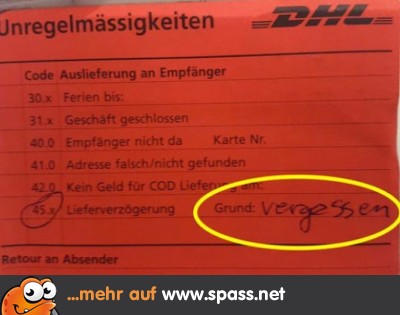 Unregelmässigkeiten DHL
Code Auslieferung an Empfänger
30.x Ferien bis:
31.x Geschäft geschlossen
40.0 Empfänger nicht da Karte Nr.
41.0 Adresse falsch/nicht gefunden
42.0 Kein Geld für COD Lieferung am:
45.x Lieferverzögerung Grund: vergessen
Retour an Absender
...mehr auf www.spass.net